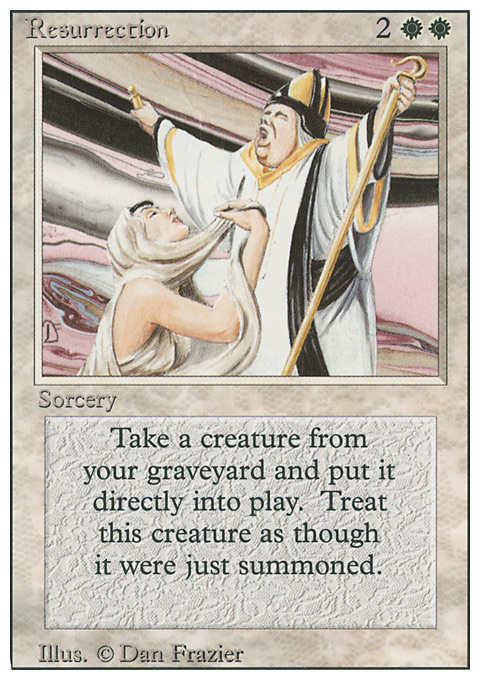 Resurrection 2
Sorcery
Take a creature from
your graveyard and put it
directly into play. Treat
this creature as though
it were just summoned.
Illus. © Dan Frazier